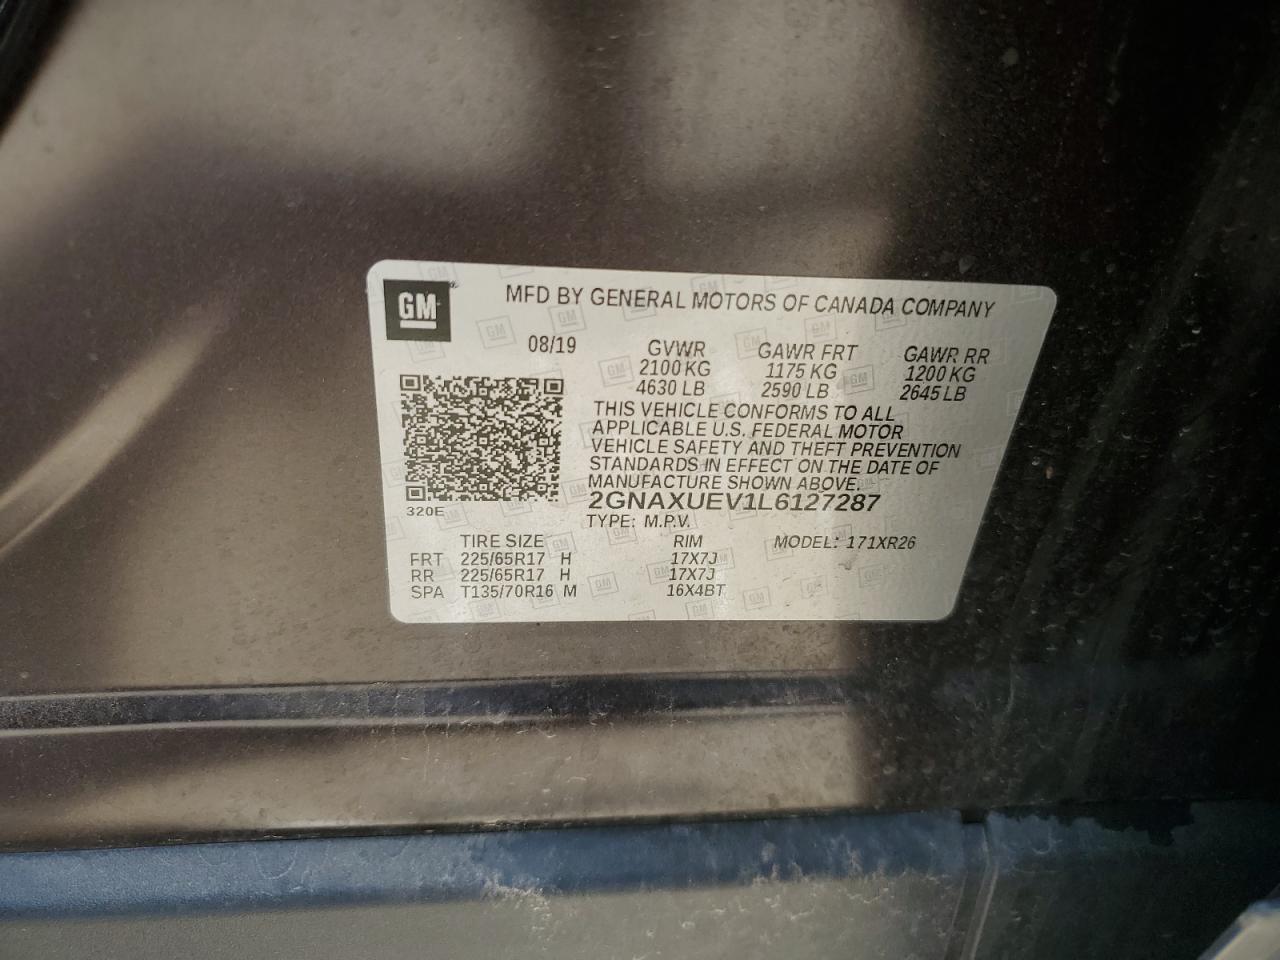 GM
MFD BY GENERAL MOTORS OF CANADA COMPANY
08/19 GVWR GAWR FRT GAWR RR
2100 KG 1175 KG 1200 KG
4630 LB 2590 LB 2645 LB
THIS VEHICLE CONFORMS TO ALL
APPLICABLE U.S. FEDERAL MOTOR
VEHICLE SAFETY AND THEFT PREVENTION
STANDARDS IN EFFECT ON THE DATE OF
MANUFACTURE SHOWN ABOVE.
2GNAXUEV1L6127287
320E
TYPE: M.P.V.
TIRE SIZE RIM MODEL: 171XR26
FRT 225/65R17 H 17X7J
RR 225/65R17 H 17X7J
SPA T135/70R16 M 16X4BT